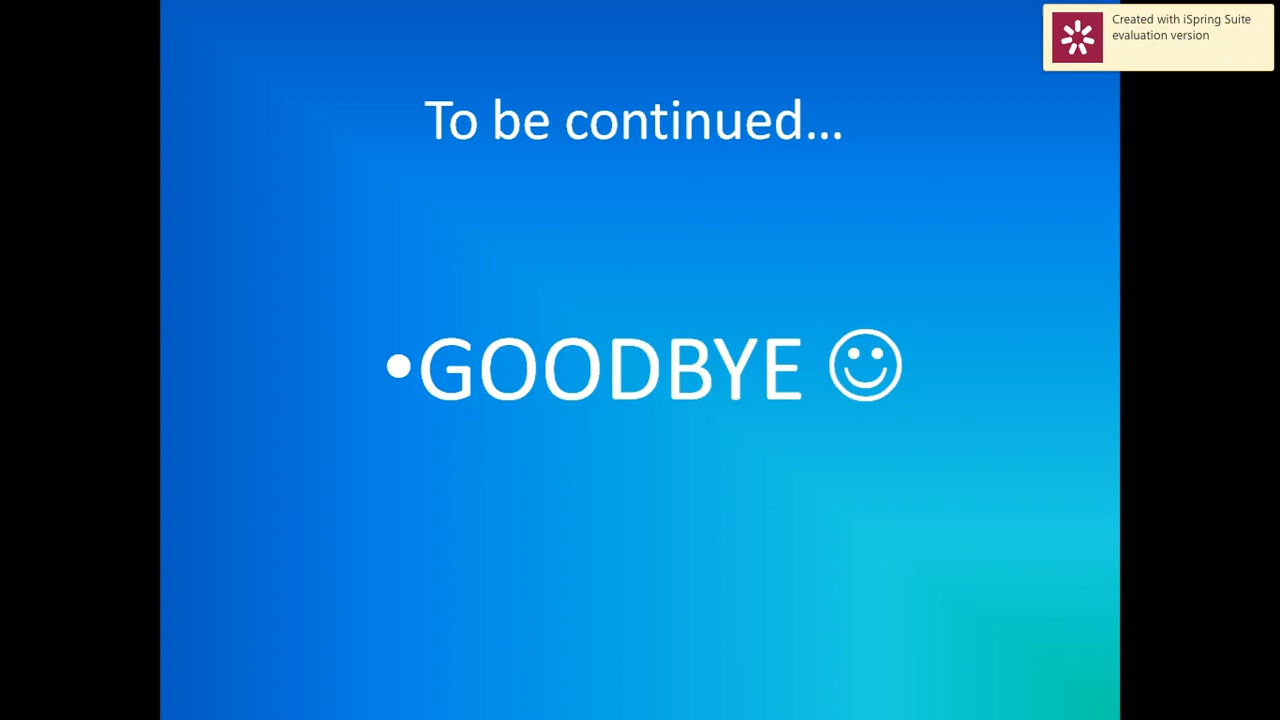 Created with iSpring Suite
evaluation version
To be continued...
•GOODBYE ☺